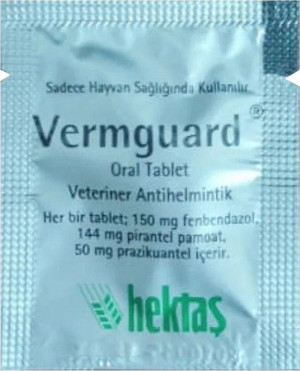 Sadece Hayvan Sağlığında Kullanılır
Vermguard®
Oral Tablet
Veteriner Antihelmintik
Her bir tablet; 150 mg fenbendazol,
144 mg pirantel pamoat,
50 mg prazikuantel içerir.
hektaş